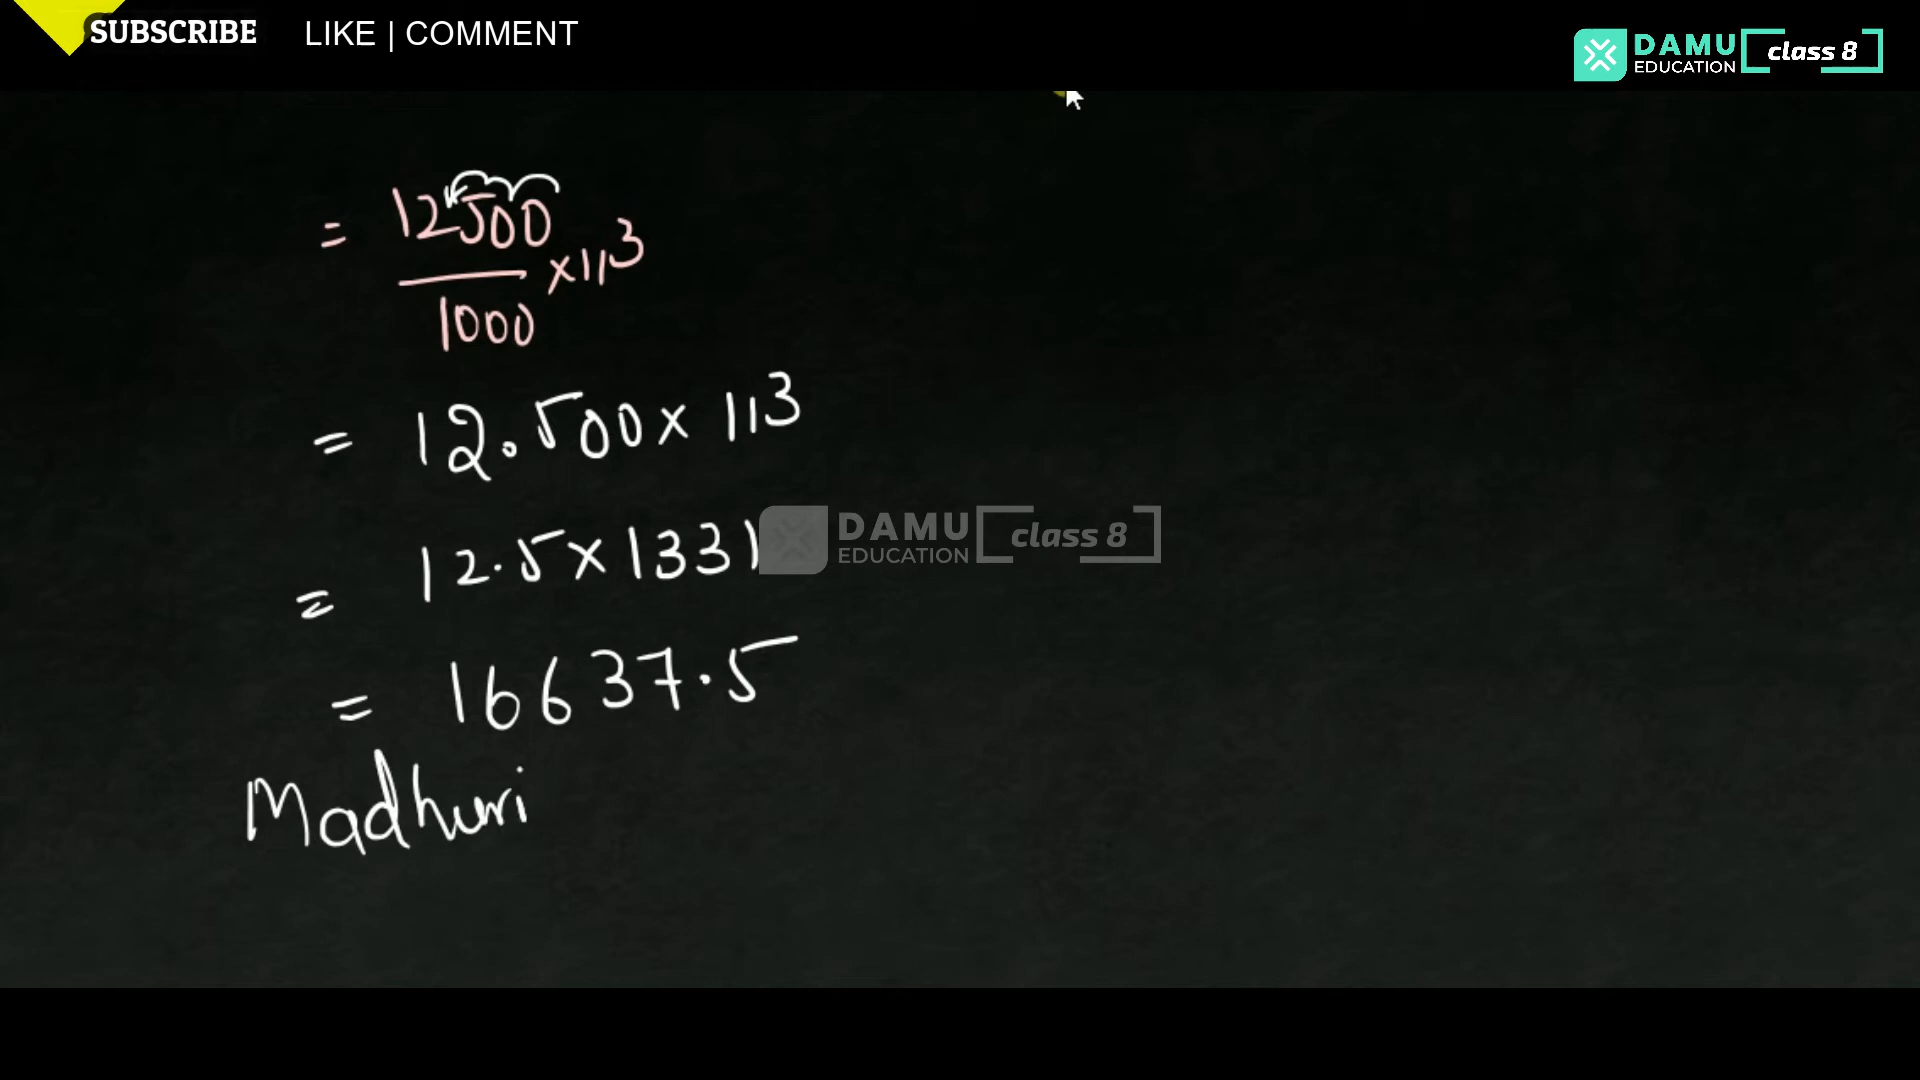 SUBSCRIBE LIKE | COMMENT
DAMU EDUCATION class 8
= 12500/1000 × 11³
= 12.500 × 11³
= 12.5 × 1331
= 16637.5
Madhuri
DAMU EDUCATION class 8